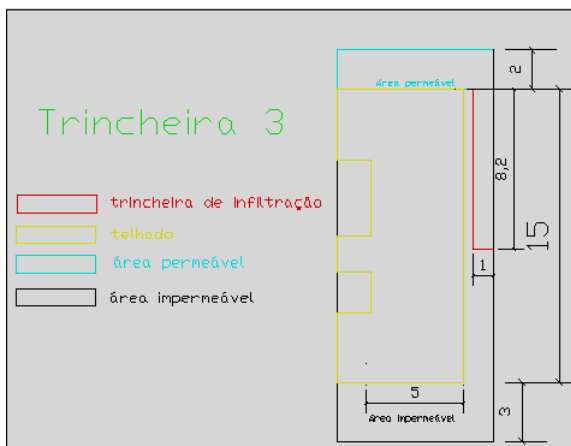 Trincheira 3
trincheira de infiltração
telhado
área permeável
área impermeável
área permeável
2
8,2
15
1
5
3
Área impermeável